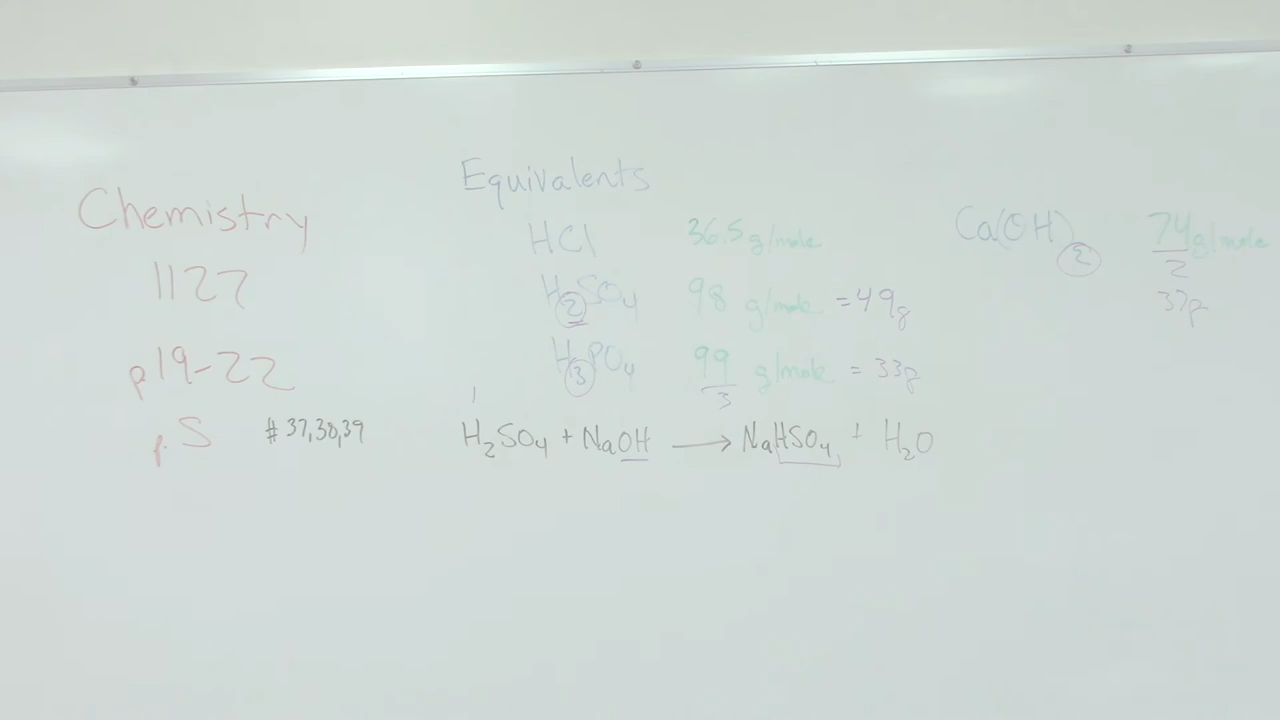 Chemistry
1122
p19-22
p. S #37,38,39
Equivalents
HCl 36.5 g/mole
H2SO4 98 g/mole = 49g
H3PO4 99/3 g/mole = 33g
H2SO4 + NaOH → NaHSO4 + H2O
Ca(OH)2 74/2 g/mole
37g